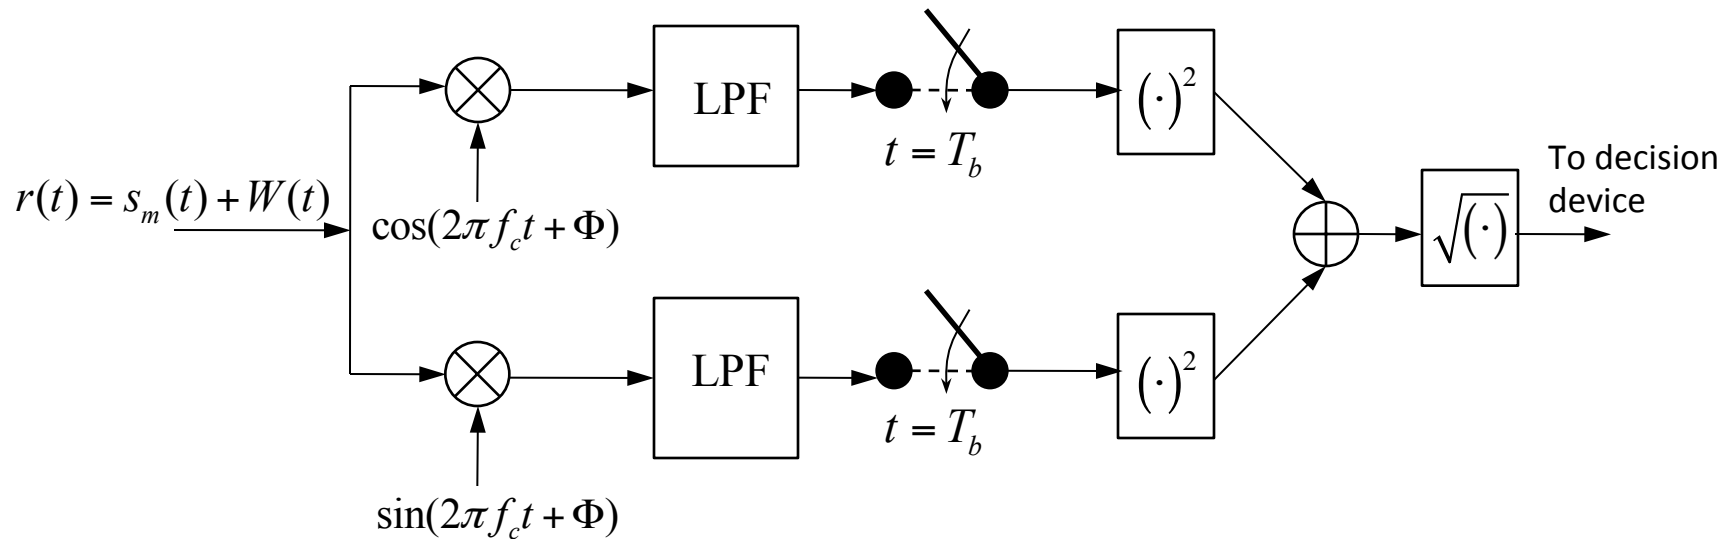 LPF
(·)²
t = T_b
To decision
device
r(t) = s_m(t) + W(t)
cos(2πf_ct + Φ)
√(·)
LPF
(·)²
t = T_b
sin(2πf_ct + Φ)